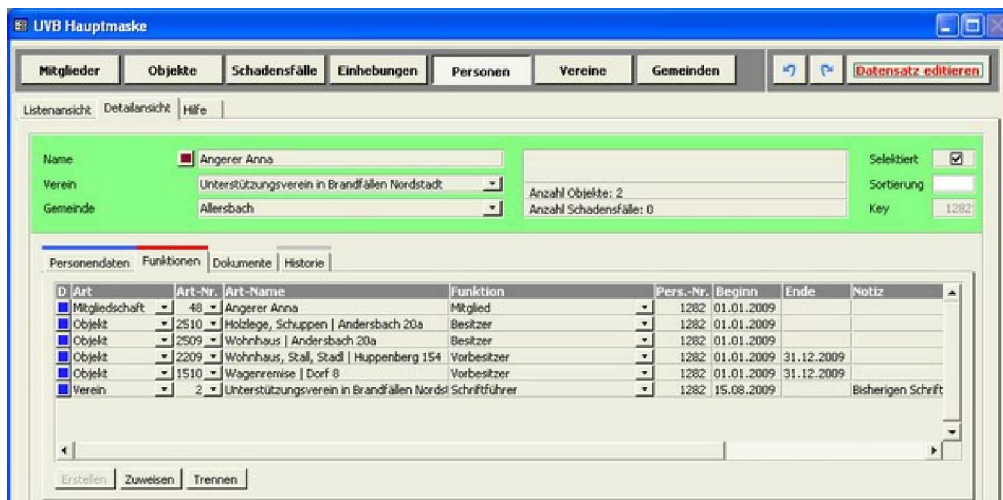 UVB Hauptmaske
Mitglieder Objekte Schadensfälle Einhebungen Personen Vereine Gemeinden Datensatz editieren
Listenansicht Detailansicht Hilfe
Name Angerer Anna Selektiert
Verein Unterstützungsverein in Brandfällen Nordstadt Anzahl Objekte: 2 Sortierung
Gemeinde Allersbach Anzahl Schadensfälle: 0 Key 1282
Personendaten Funktionen Dokumente Historie
D Art Art-Nr. Art-Name Funktion Pers.-Nr. Beginn Ende Notiz
Mitgliedschaft 48 Angerer Anna Mitglied 1282 01.01.2009
Objekt 2510 Holzlege, Schuppen | Andersbach 20a Besitzer 1282 01.01.2009
Objekt 2509 Wohnhaus | Andersbach 20a Besitzer 1282 01.01.2009
Objekt 2209 Wohnhaus, Stall, Stadl | Huppenberg 154 Vorbesitzer 1282 01.01.2009 31.12.2009
Objekt 1510 Wagenremise | Dorf 8 Vorbesitzer 1282 01.01.2009 31.12.2009
Verein 2 Unterstützungsverein in Brandfällen Nordst Schriftführer 1282 15.08.2009 Bisherigen Schrift
Erstellen Zuweisen Trennen